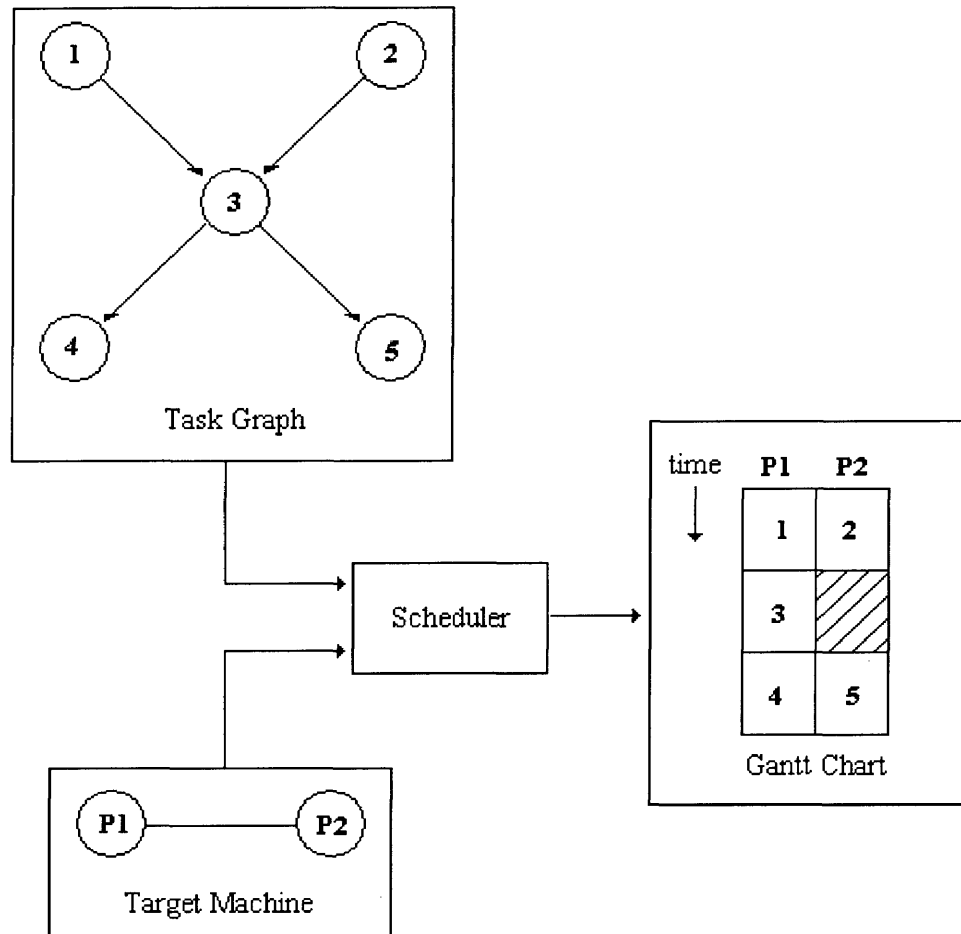 1 2
3
4 5
Task Graph
time P1 P2
1 2
3
4 5
Gantt Chart
Scheduler
P1 P2
Target Machine